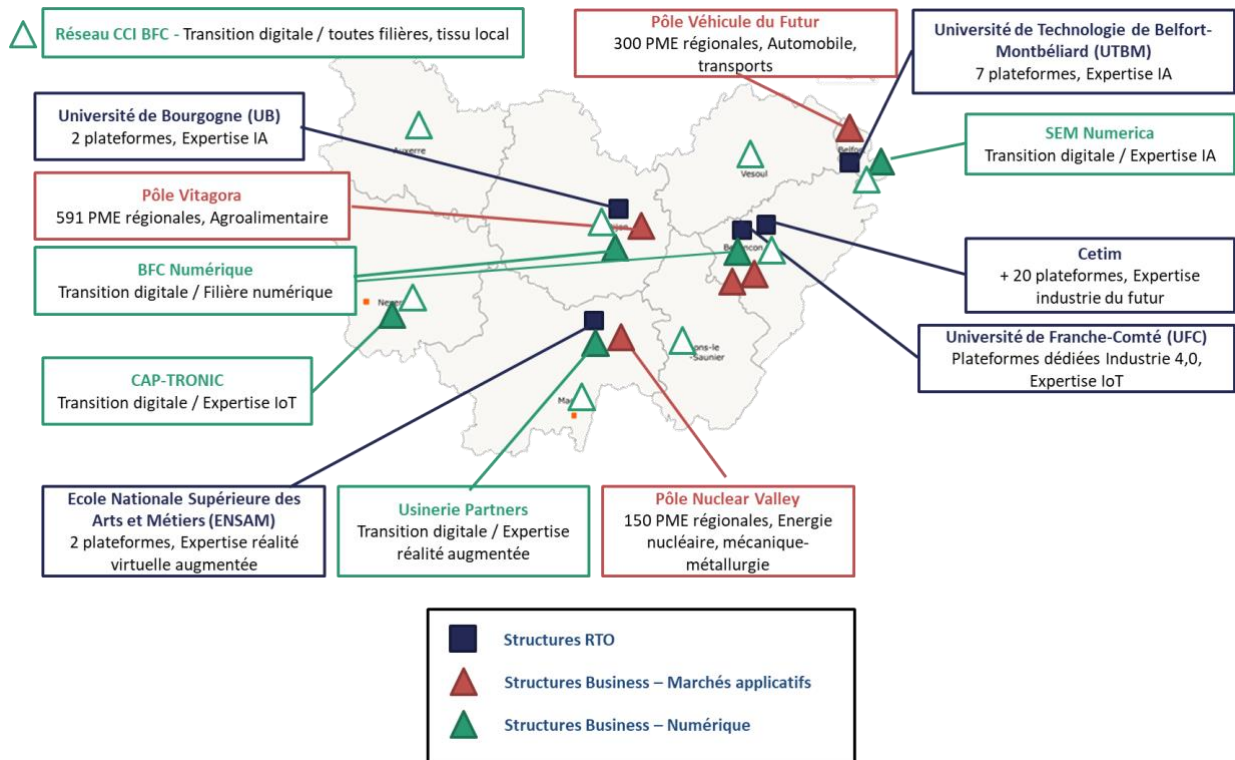 Réseau CCI BFC - Transition digitale / toutes filières, tissu local
Pôle Véhicule du Futur
300 PME régionales, Automobile,
transports
Université de Technologie de Belfort-
Montbéliard (UTBM)
7 plateformes, Expertise IA
Université de Bourgogne (UB)
2 plateformes, Expertise IA
SEM Numerica
Transition digitale / Expertise IA
Pôle Vitagora
591 PME régionales, Agroalimentaire
BFC Numérique
Transition digitale / Filière numérique
Cetim
+ 20 plateformes, Expertise
industrie du futur
Université de Franche-Comté (UFC)
Plateformes dédiées Industrie 4,0,
Expertise IoT
CAP-TRONIC
Transition digitale / Expertise IoT
Auxerre
Vesoul
-Saunier
Ecole Nationale Supérieure des
Arts et Métiers (ENSAM)
2 plateformes, Expertise réalité
virtuelle augmentée
Usinerie Partners
Transition digitale / Expertise
réalité augmentée
Pôle Nuclear Valley
150 PME régionales, Energie
nucléaire, mécanique-
métallurgie
Structures RTO
Structures Business – Marchés applicatifs
Structures Business – Numérique